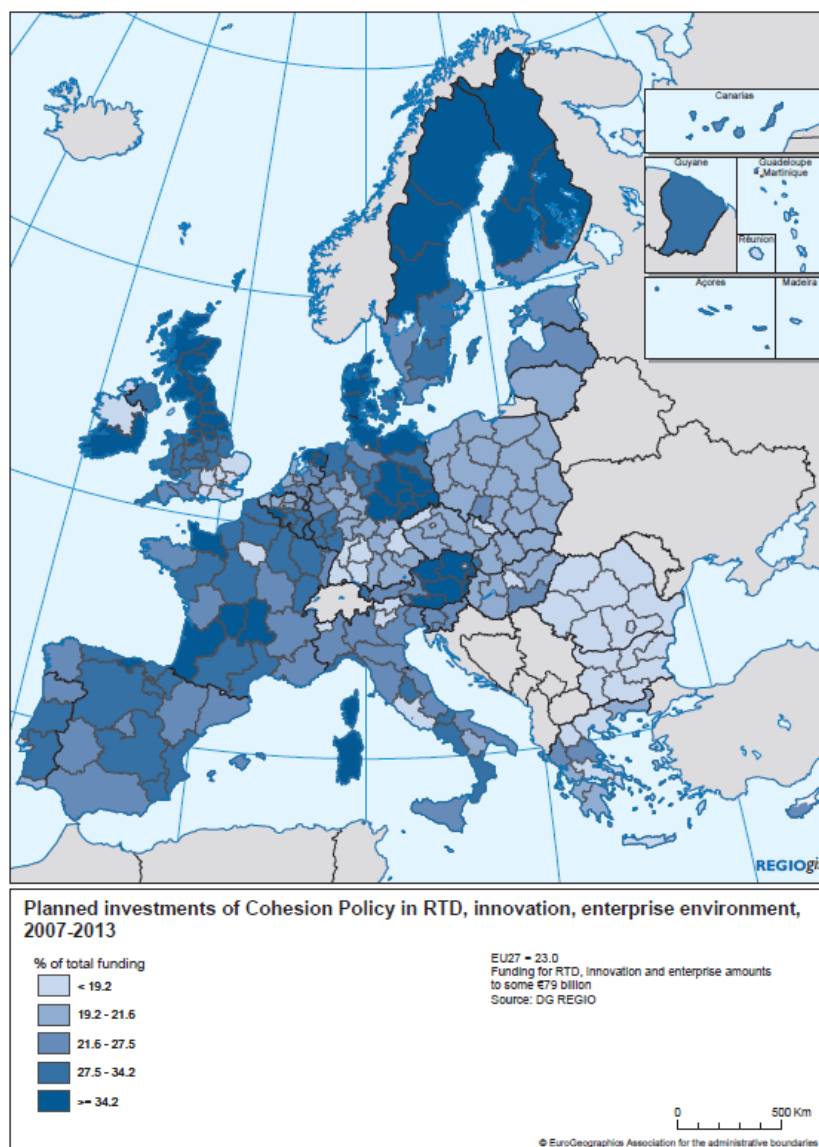 Canarias
Guyane
Guadeloupe
Martinique
Réunion
Açores
Madeira
REGIOgis
Planned investments of Cohesion Policy in RTD, innovation, enterprise environment,
2007-2013
% of total funding
< 19.2
19.2 - 21.6
21.6 - 27.5
27.5 - 34.2
>= 34.2
EU27 = 23.0
Funding for RTD, innovation and enterprise amounts
to some €79 billion
Source: DG REGIO
0 500 Km
© EuroGeographics Association for the administrative boundaries